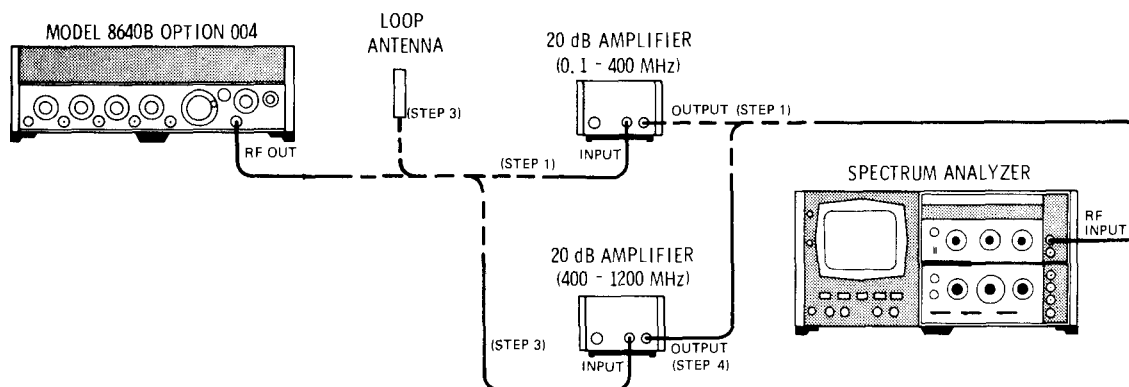 MODEL 8640B OPTION 004
LOOP
ANTENNA
(STEP 3)
20 dB AMPLIFIER
(0.1 - 400 MHz)
OUTPUT (STEP 1)
INPUT
RF OUT
(STEP 1)
SPECTRUM ANALYZER
RF
INPUT
20 dB AMPLIFIER
(400 - 1200 MHz)
(STEP 3)
INPUT
OUTPUT
(STEP 4)